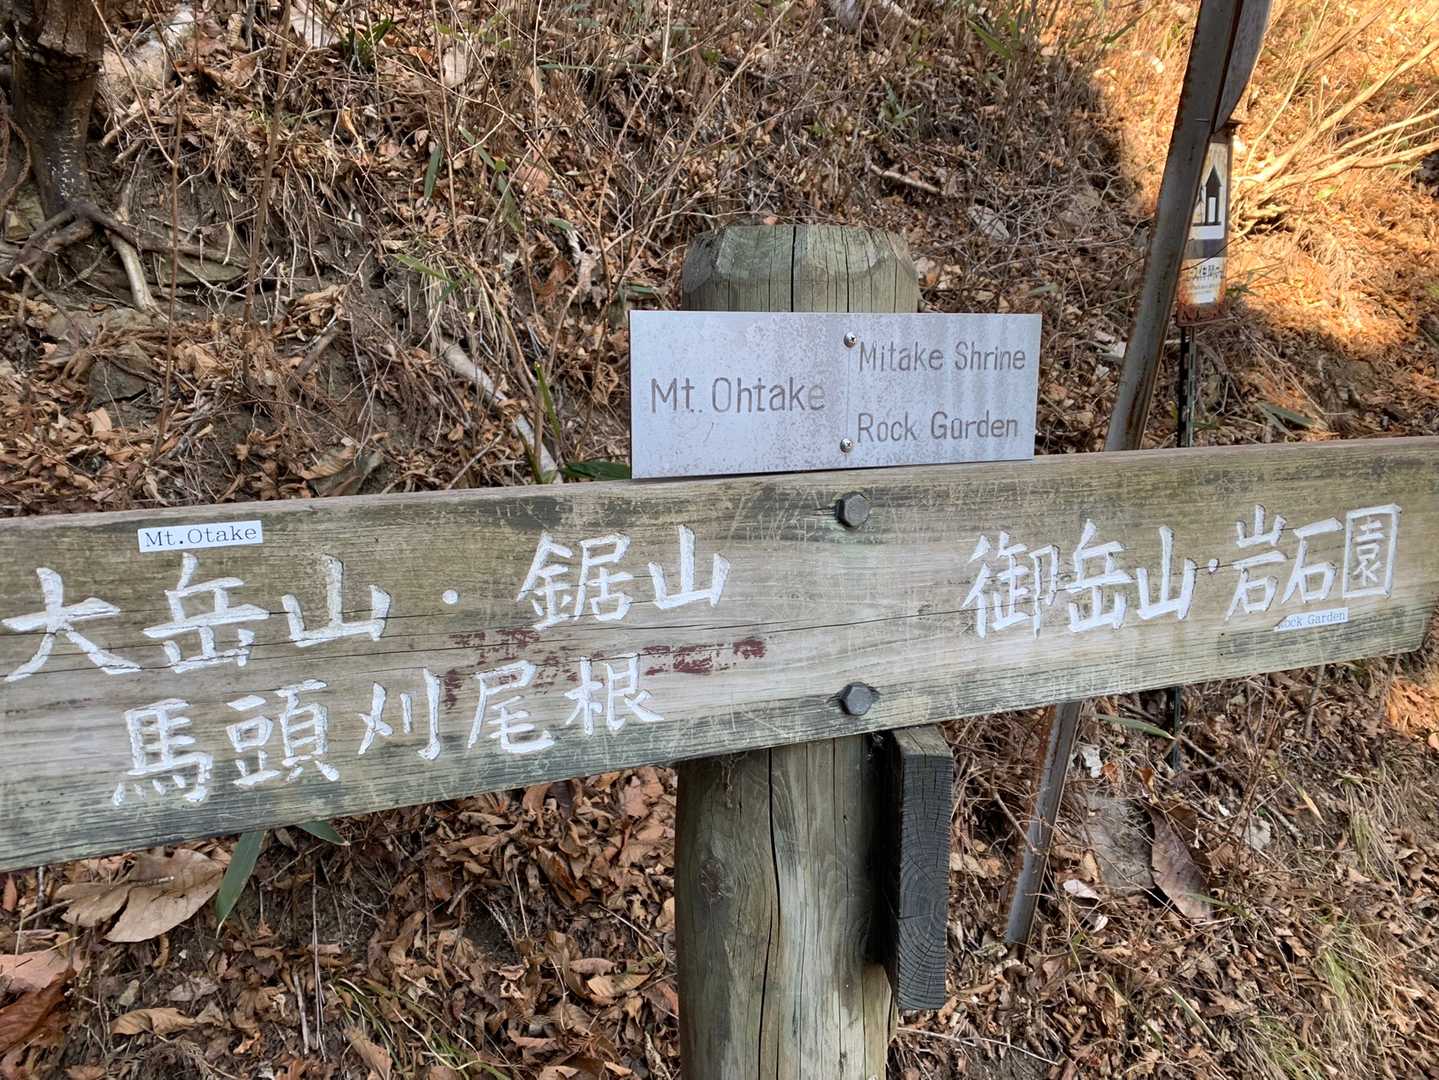 Mt. Ohtake
Mitake Shrine
Rock Garden
Mt.Otake
大岳山・鋸山
馬頭刈尾根
御岳山・岩石園
Rock Garden